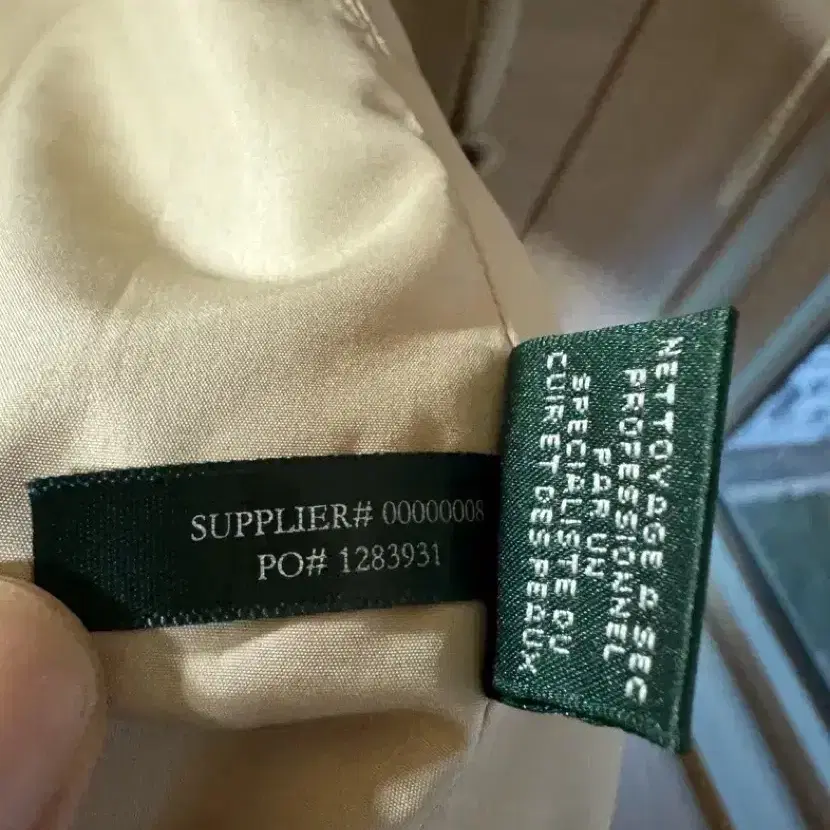 SUPPLIER# 00000008
PO# 1283931
NETTOYAGE A SEC
PROFESSIONNEL
PAR UN
SPECIALISTE DU
CUIR ET DES PEAUX